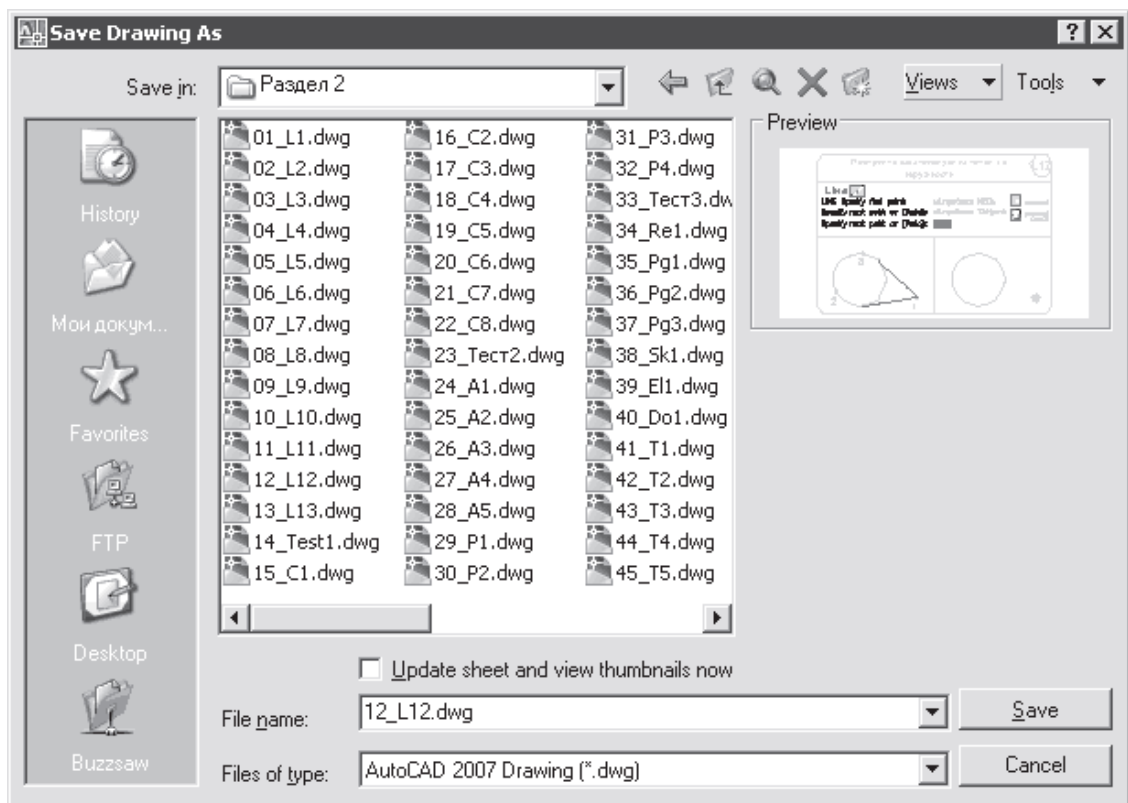 Save Drawing As
Save in:
Раздел 2
Views
Tools
History
Мои докум...
Favorites
FTP
Desktop
Buzzsaw
01_L1.dwg
02_L2.dwg
03_L3.dwg
04_L4.dwg
05_L5.dwg
06_L6.dwg
07_L7.dwg
08_L8.dwg
09_L9.dwg
10_L10.dwg
11_L11.dwg
12_L12.dwg
13_L13.dwg
14_Test1.dwg
15_C1.dwg
16_C2.dwg
17_C3.dwg
18_C4.dwg
19_C5.dwg
20_C6.dwg
21_C7.dwg
22_C8.dwg
23_Тест2.dwg
24_A1.dwg
25_A2.dwg
26_A3.dwg
27_A4.dwg
28_A5.dwg
29_P1.dwg
30_P2.dwg
31_P3.dwg
32_P4.dwg
33_Тест3.dw
34_Re1.dwg
35_Pg1.dwg
36_Pg2.dwg
37_Pg3.dwg
38_Sk1.dwg
39_El1.dwg
40_Do1.dwg
41_T1.dwg
42_T2.dwg
43_T3.dwg
44_T4.dwg
45_T5.dwg
Preview
Line
Update sheet and view thumbnails now
File name:
12_L12.dwg
Save
Files of type:
AutoCAD 2007 Drawing (*.dwg)
Cancel